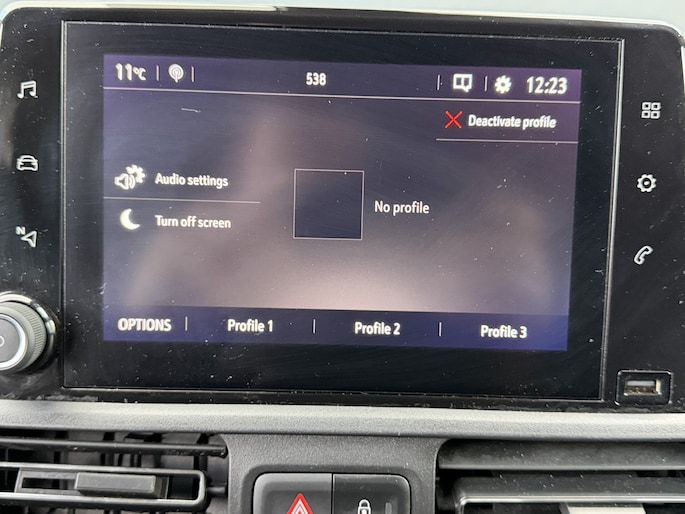 11°C 538 12:23
Deactivate profile
Audio settings
No profile
Turn off screen
OPTIONS Profile 1 Profile 2 Profile 3
N